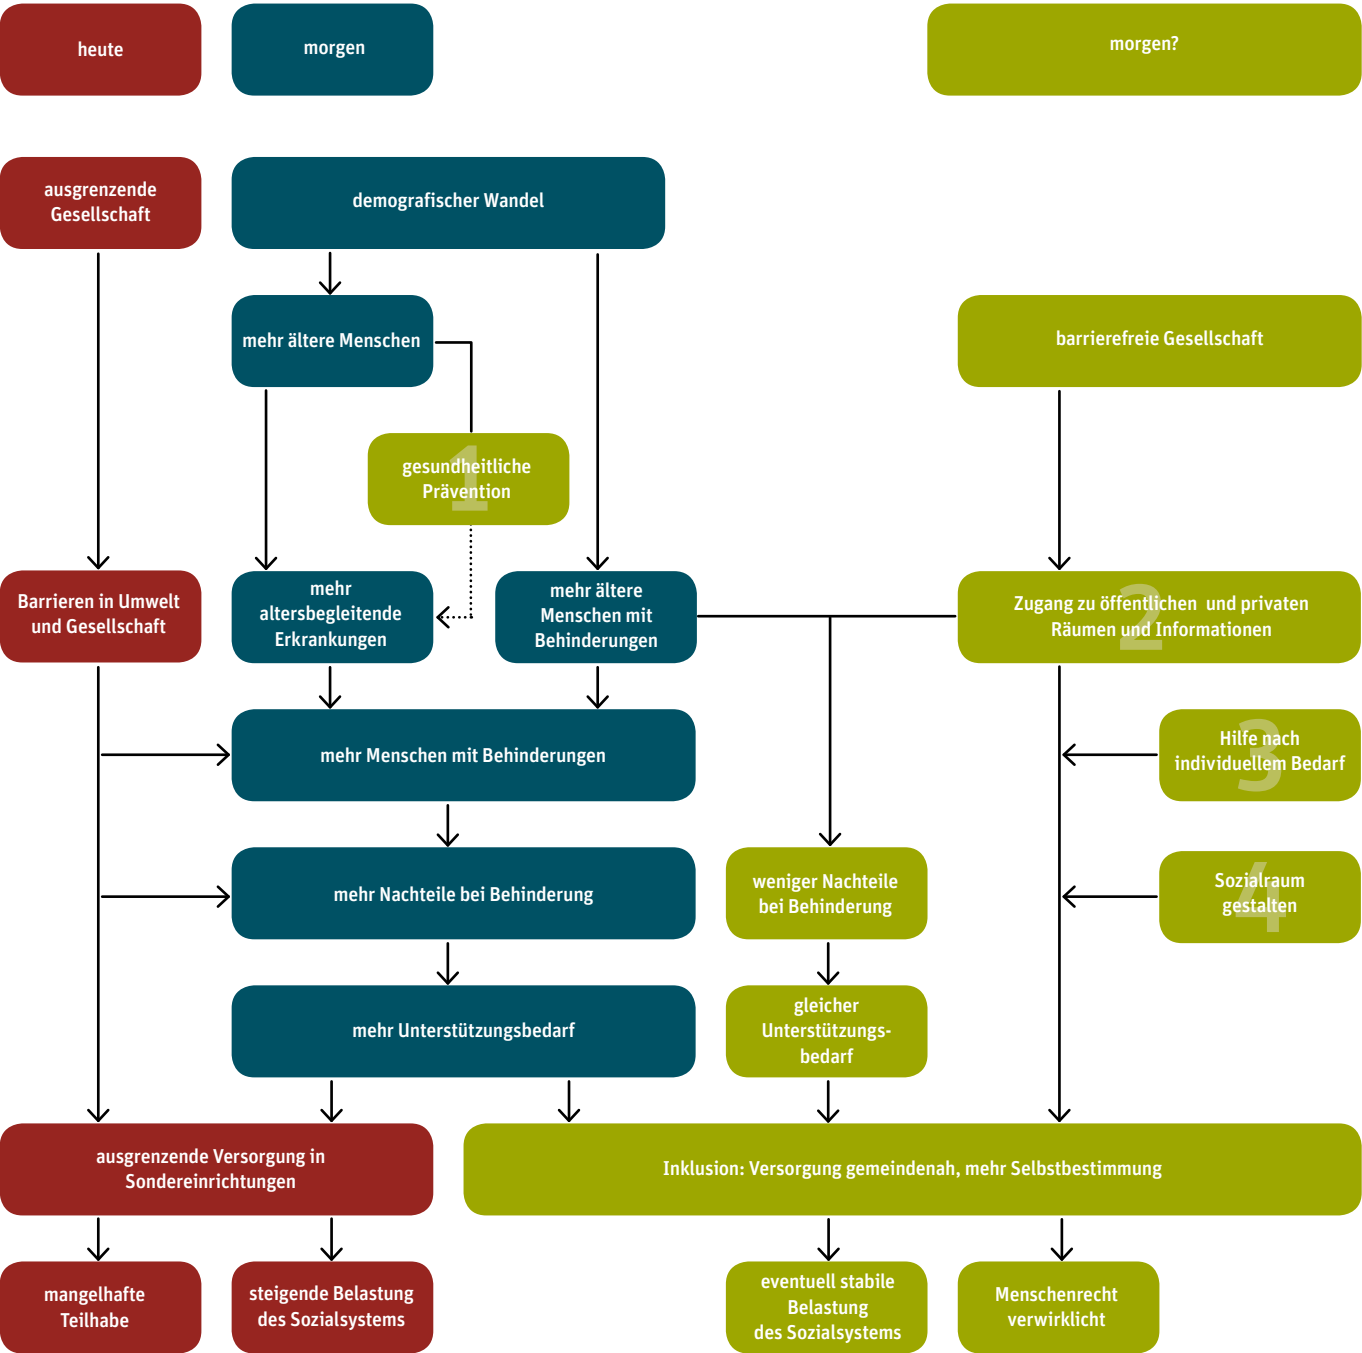 heute
morgen
morgen?
ausgrenzende
Gesellschaft
demografischer Wandel
mehr ältere Menschen
barrierefreie Gesellschaft
1
gesundheitliche
Prävention
Barrieren in Umwelt
und Gesellschaft
mehr
altersbegleitende
Erkrankungen
mehr ältere
Menschen mit
Behinderungen
2
Zugang zu öffentlichen und privaten
Räumen und Informationen
mehr Menschen mit Behinderungen
3
Hilfe nach
individuellem Bedarf
mehr Nachteile bei Behinderung
weniger Nachteile
bei Behinderung
4
Sozialraum
gestalten
mehr Unterstützungsbedarf
gleicher
Unterstützungs-
bedarf
ausgrenzende Versorgung in
Sondereinrichtungen
Inklusion: Versorgung gemeindenah, mehr Selbstbestimmung
mangelhafte
Teilhabe
steigende Belastung
des Sozialsystems
eventuell stabile
Belastung
des Sozialsystems
Menschenrecht
verwirklicht